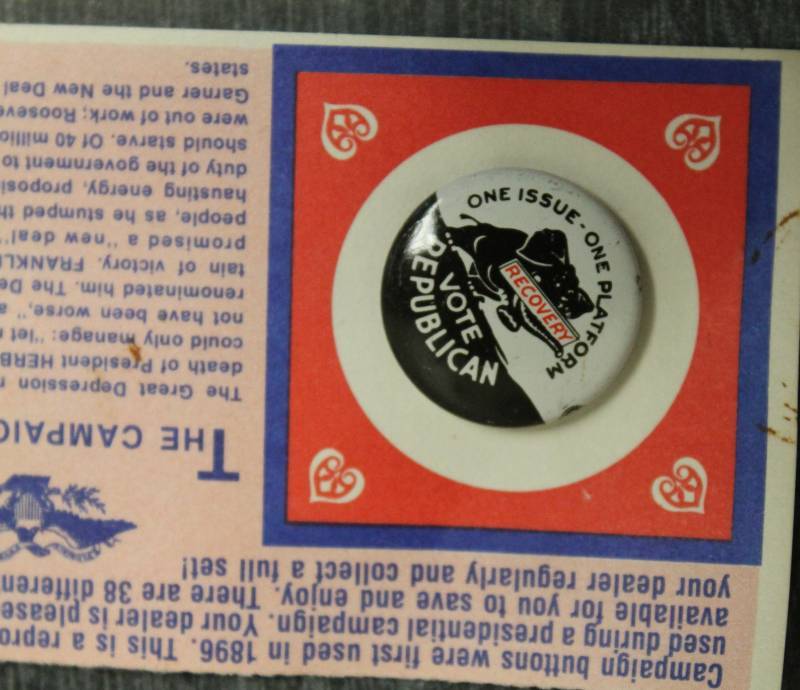 Campaign buttons were first used in 1896. This is a repro
used during a presidential campaign. Your dealer is please
available for you to save and enjoy. There are 38 differen
your dealer regularly and collect a full set!
THE CAMPAIG
The Great Depression
death of President HERB
could only manage: "let
not have been worse,"
renominated him. The De
tain of victory. FRANKL
promised a "new deal"
people, as he stumped th
hausting energy, proposi
duty of the government to
should starve. Of 40 millio
were out of work; Rooseve
Garner and the New Deal
states.
ONE ISSUE - ONE PLATFORM
RECOVERY
VOTE
REPUBLICAN